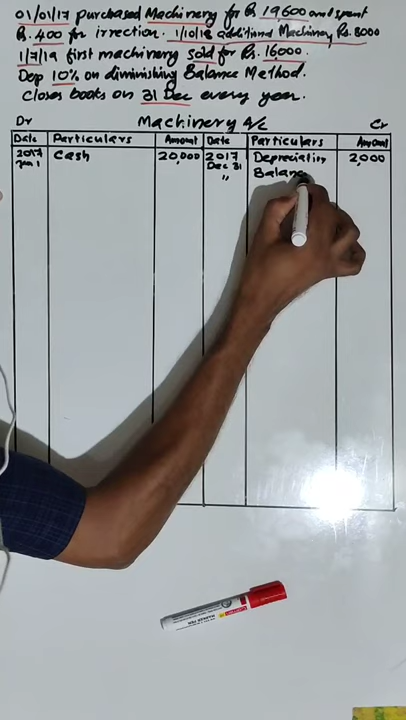 01/01/17 purchased Machinery for Rs.19,600 and spent
Rs.400 for irrection. 1/10/18 additional Machinery Rs.8000
1/7/19 first machinery sold for Rs.16,000.
Dep 10% on diminishing Balance Method.
Closes books on 31 Dec every year.
Dr Machinery A/c Cr
Date Particulars Amount Date Particulars Amount
2017 Cash 20,000 2017 Depreciation 2,000
Jan 1 Dec 31
" Balanc